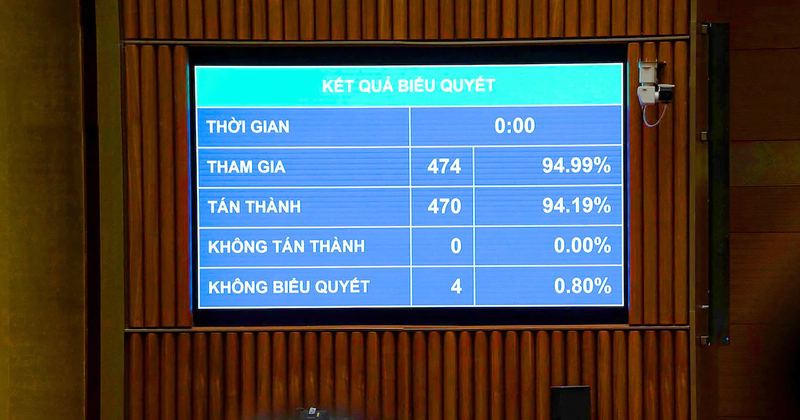 KẾT QUẢ BIỂU QUYẾT
THỜI GIAN 0:00
THAM GIA 474 94.99%
TÁN THÀNH 470 94.19%
KHÔNG TÁN THÀNH 0 0.00%
KHÔNG BIỂU QUYẾT 4 0.80%